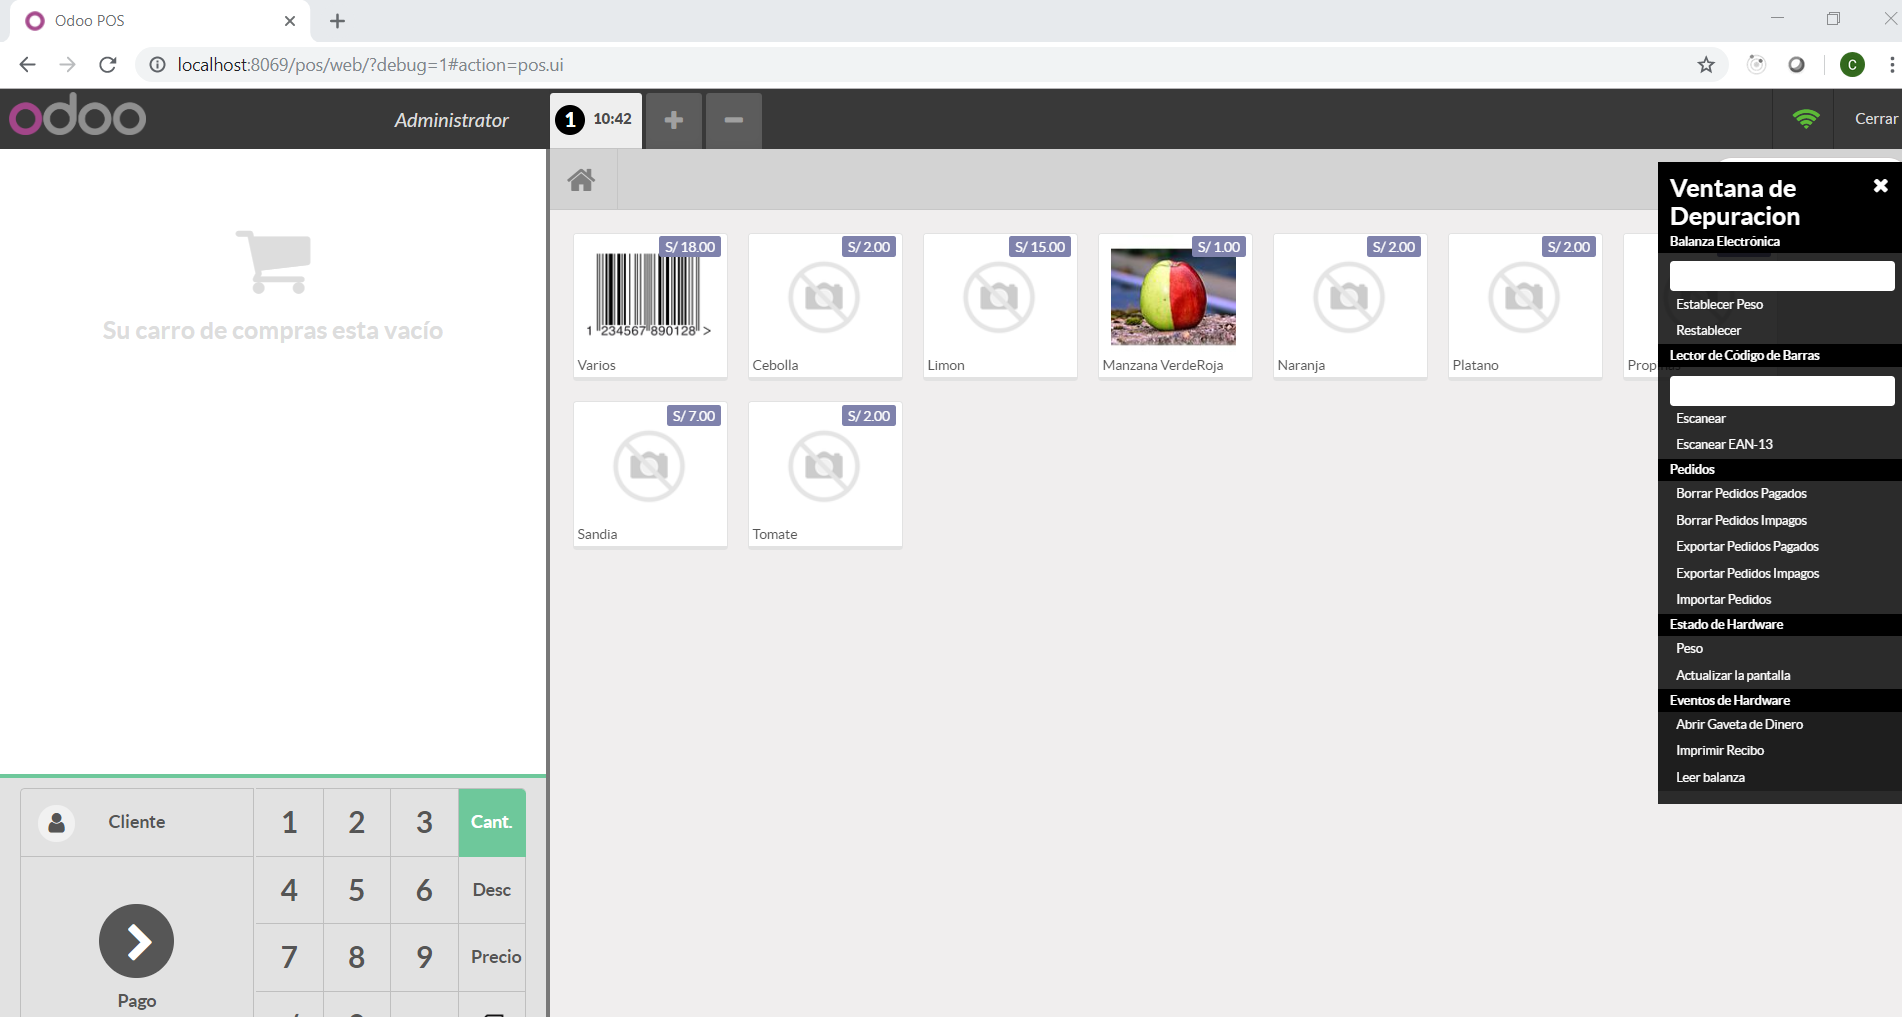 Odoo POS
localhost:8069/pos/web/?debug=1#action=pos.ui
C
odoo
Administrator
1 10:42
Cerrar
Su carro de compras esta vacío
S/ 18.00
1 234567 890128 >
Varios
S/ 2.00
Cebolla
S/ 15.00
Limon
S/ 1.00
Manzana VerdeRoja
S/ 2.00
Naranja
S/ 2.00
Platano
S/ 7.00
Sandia
S/ 2.00
Tomate
Ventana de
Depuracion
Balanza Electrónica
Establecer Peso
Restablecer
Lector de Código de Barras
Escanear
Escanear EAN-13
Pedidos
Borrar Pedidos Pagados
Borrar Pedidos Impagos
Exportar Pedidos Pagados
Exportar Pedidos Impagos
Importar Pedidos
Estado de Hardware
Peso
Actualizar la pantalla
Eventos de Hardware
Abrir Gaveta de Dinero
Imprimir Recibo
Leer balanza
Cliente
Pago
1 2 3 Cant.
4 5 6 Desc
7 8 9 Precio